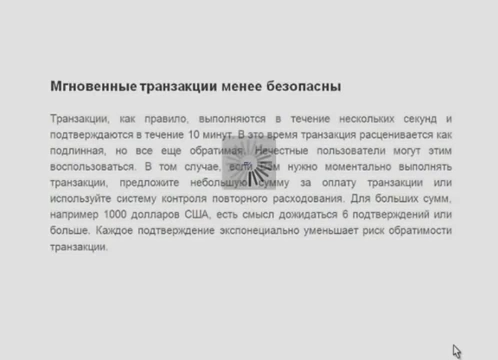 Мгновенные транзакции менее безопасны
Транзакции, как правило, выполняются в течение нескольких секунд и
подтверждаются в течение 10 минут. В это время транзакция расценивается как
подлинная, но все еще обратимая. Нечестные пользователи могут этим
воспользоваться. В том случае, если вам нужно моментально выполнять
транзакции, предложите небольшую сумму за оплату транзакции или
используйте систему контроля повторного расходования. Для больших сумм,
например 1000 долларов США, есть смысл дожидаться 6 подтверждений или
больше. Каждое подтверждение экспонециально уменьшает риск обратимости
транзакции.